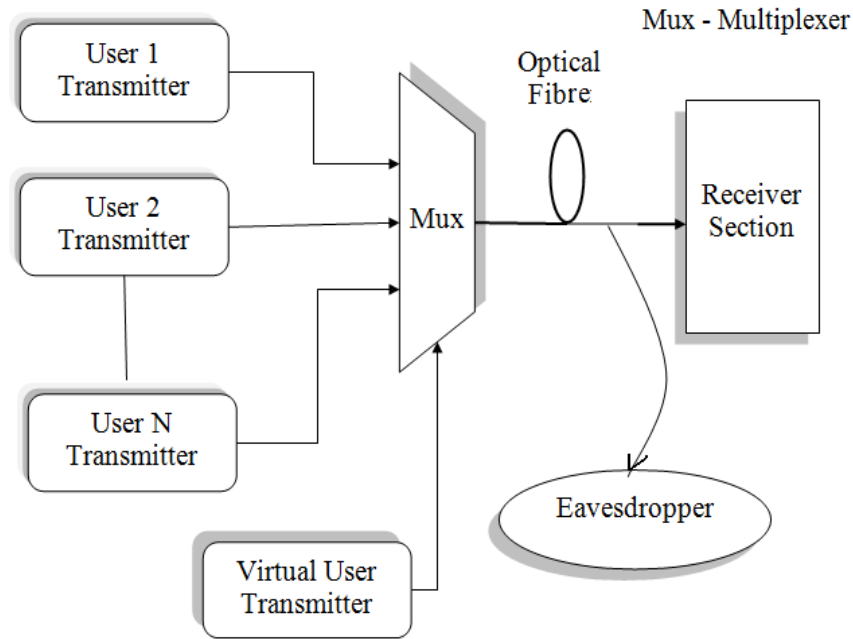 Mux - Multiplexer
User 1
Transmitter
Optical
Fibre
User 2
Transmitter
Mux
Receiver
Section
User N
Transmitter
Eavesdropper
Virtual User
Transmitter